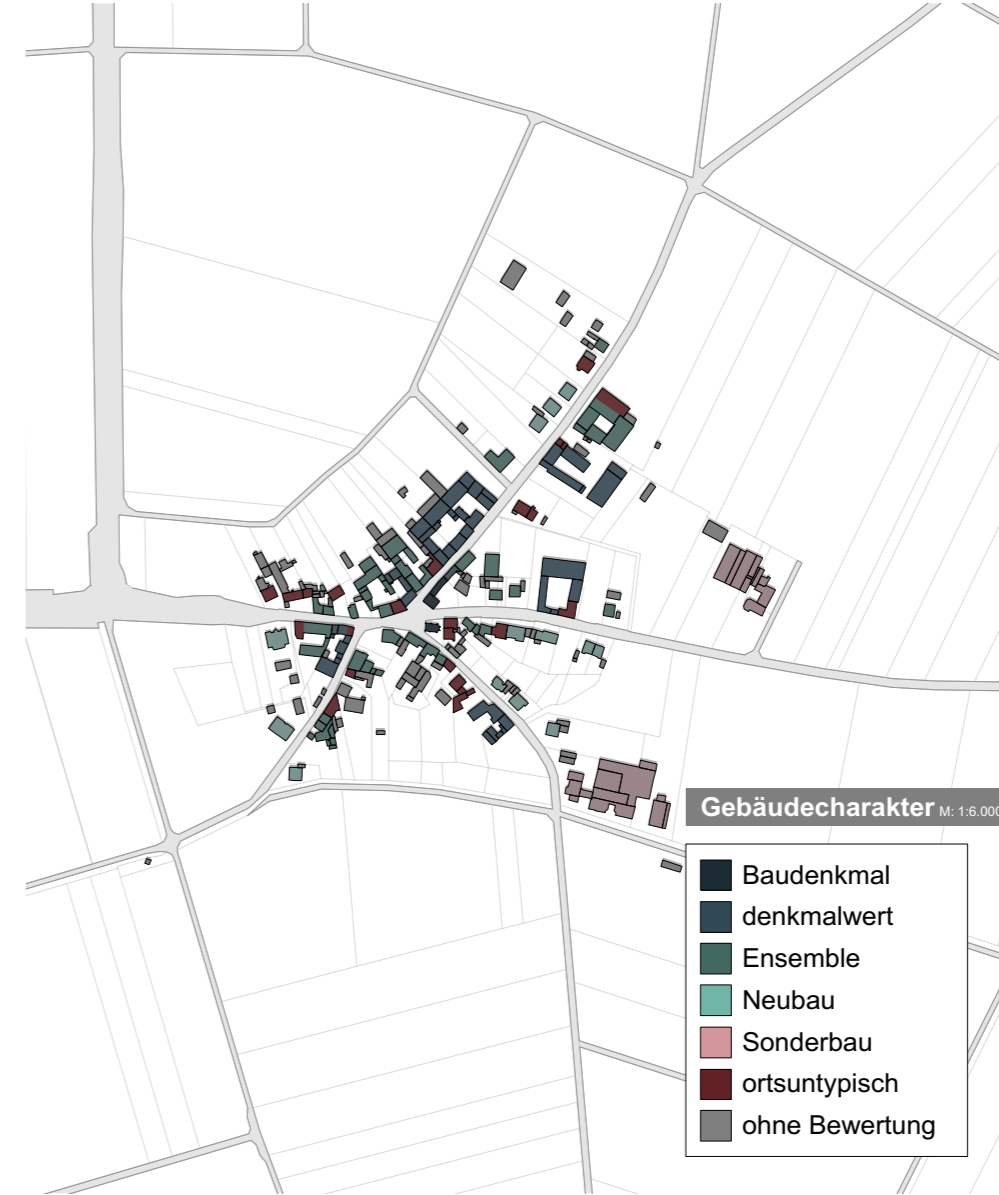 Gebäudecharakter M: 1:6.000
Baudenkmal
denkmalwert
Ensemble
Neubau
Sonderbau
ortsuntypisch
ohne Bewertung